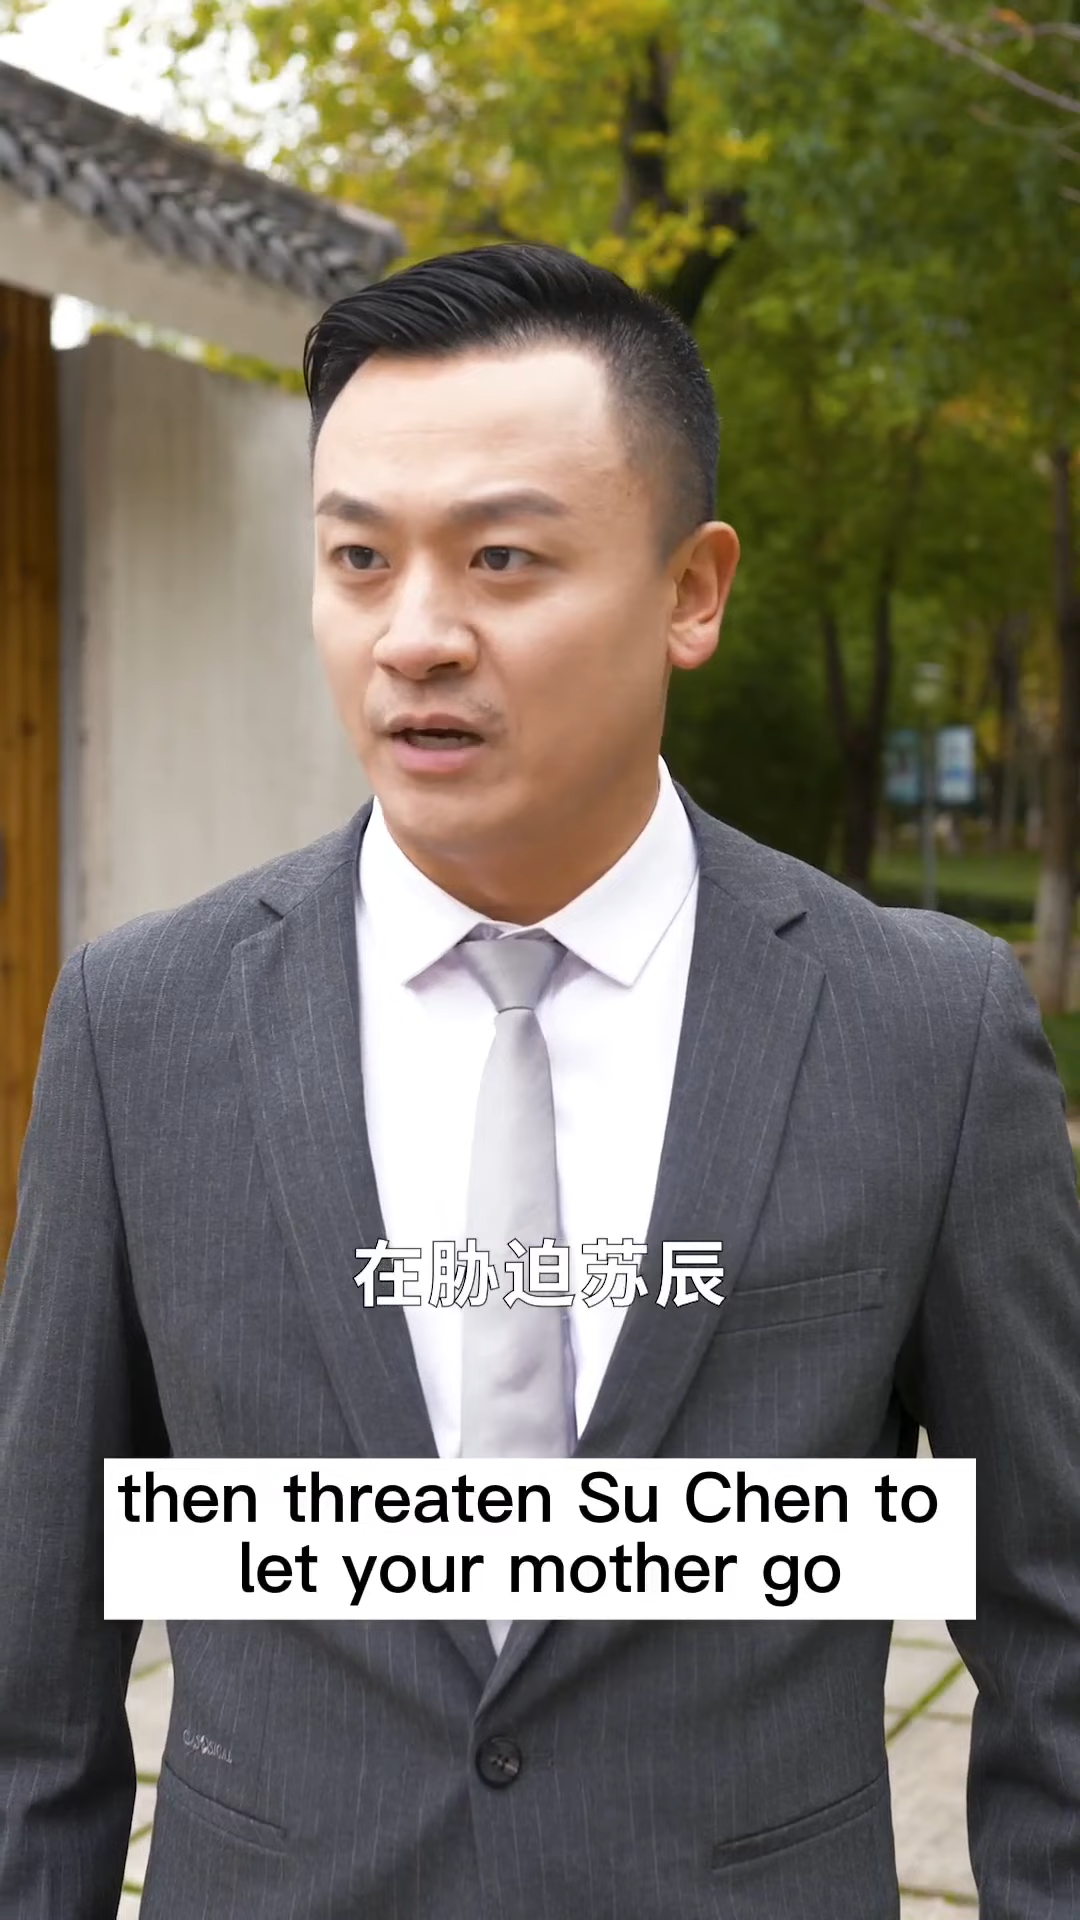 在胁迫苏辰
then threaten Su Chen to
let your mother go